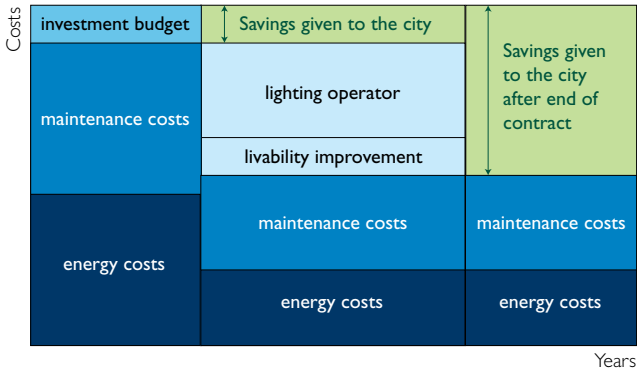 Costs
investment budget
maintenance costs
energy costs
Savings given to the city
lighting operator
livability improvement
maintenance costs
energy costs
Savings given
to the city
after end of
contract
maintenance costs
energy costs
Years